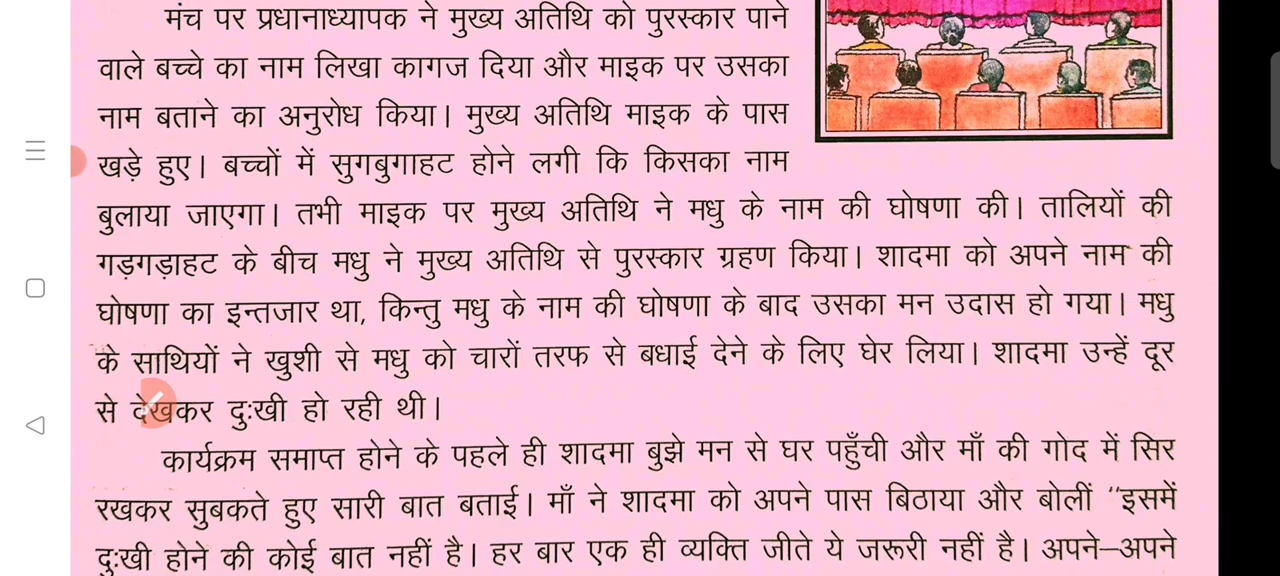 मंच पर प्रधानाध्यापक ने मुख्य अतिथि को पुरस्कार पाने
वाले बच्चे का नाम लिखा कागज दिया और माइक पर उसका
नाम बताने का अनुरोध किया। मुख्य अतिथि माइक के पास
खड़े हुए। बच्चों में सुगबुगाहट होने लगी कि किसका नाम
बुलाया जाएगा। तभी माइक पर मुख्य अतिथि ने मधु के नाम की घोषणा की। तालियों की
गड़गड़ाहट के बीच मधु ने मुख्य अतिथि से पुरस्कार ग्रहण किया। शादमा को अपने नाम की
घोषणा का इन्तजार था, किन्तु मधु के नाम की घोषणा के बाद उसका मन उदास हो गया। मधु
के साथियों ने खुशी से मधु को चारों तरफ से बधाई देने के लिए घेर लिया। शादमा उन्हें दूर
से देखकर दुःखी हो रही थी।
कार्यक्रम समाप्त होने के पहले ही शादमा बुझे मन से घर पहुँची और माँ की गोद में सिर
रखकर सुबकते हुए सारी बात बताई। माँ ने शादमा को अपने पास बिठाया और बोलीं "इसमें
दुःखी होने की कोई बात नहीं है। हर बार एक ही व्यक्ति जीते ये जरूरी नहीं है। अपने–अपने